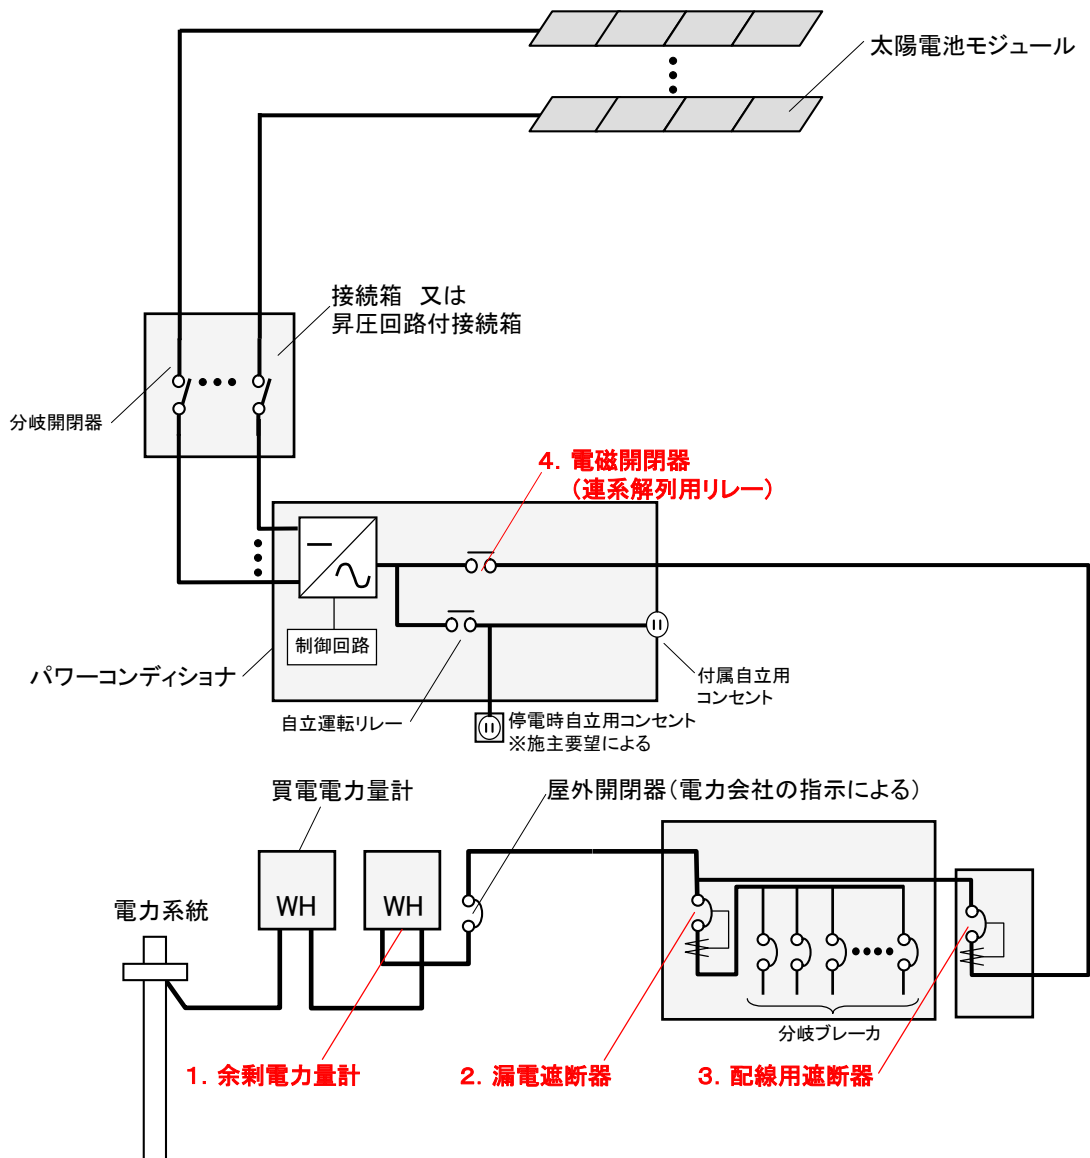 太陽電池モジュール
接続箱　又は
昇圧回路付接続箱
分岐開閉器
4．電磁開閉器
（連系解列用リレー）
制御回路
パワーコンディショナ
付属自立用
コンセント
自立運転リレー
停電時自立用コンセント
※施主要望による
買電電力量計
屋外開閉器（電力会社の指示による）
WH
WH
電力系統
分岐ブレーカ
1．余剰電力量計
2．漏電遮断器
3．配線用遮断器